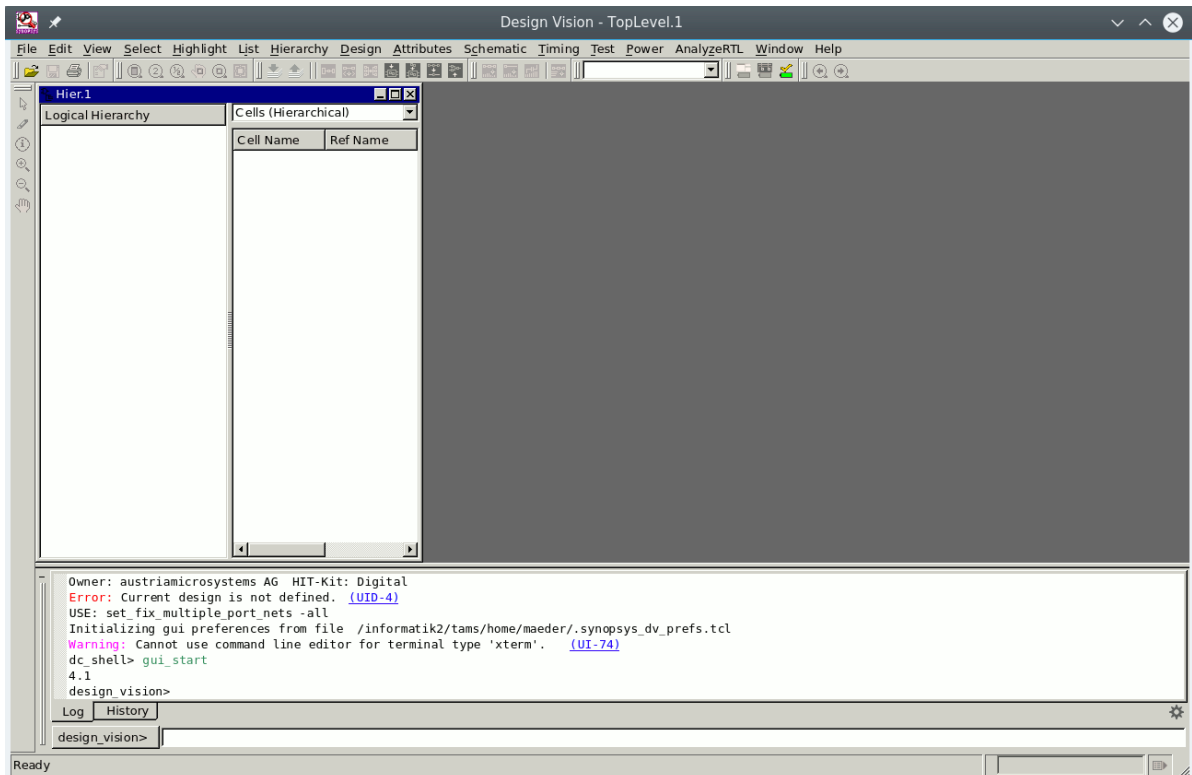 Design Vision - TopLevel.1
File Edit View Select Highlight List Hierarchy Design Attributes Schematic Timing Test Power AnalyzeRTL Window Help
Hier.1
Logical Hierarchy
Cells (Hierarchical)
Cell Name Ref Name
Owner: austriamicrosystems AG HIT-Kit: Digital
Error: Current design is not defined. (UID-4)
USE: set_fix_multiple_port_nets -all
Initializing gui preferences from file /informatik2/tams/home/maeder/.synopsys_dv_prefs.tcl
Warning: Cannot use command line editor for terminal type 'xterm'. (UI-74)
dc_shell> gui_start
4.1
design_vision>
Log History
design_vision>
Ready